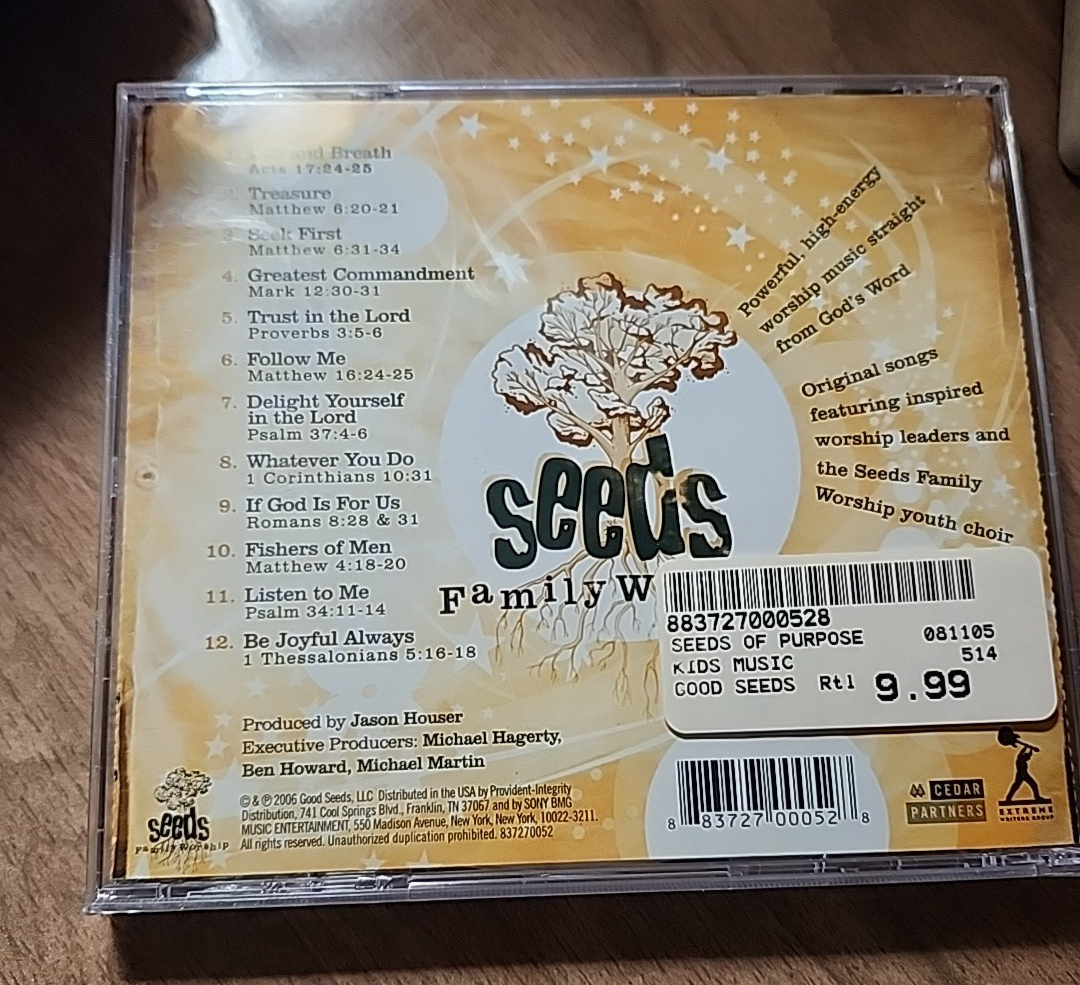 and Breath
Acts 17:24-25
2. Treasure
Matthew 6:20-21
3. Seek First
Matthew 6:31-34
4. Greatest Commandment
Mark 12:30-31
5. Trust in the Lord
Proverbs 3:5-6
6. Follow Me
Matthew 16:24-25
7. Delight Yourself
in the Lord
Psalm 37:4-6
8. Whatever You Do
1 Corinthians 10:31
9. If God Is For Us
Romans 8:28 & 31
10. Fishers of Men
Matthew 4:18-20
11. Listen to Me
Psalm 34:11-14
12. Be Joyful Always
1 Thessalonians 5:16-18
Powerful, high-energy
worship music straight
from God's Word
Original songs
featuring inspired
worship leaders and
the Seeds Family
Worship youth choir
seeds
Family W
883727000528
SEEDS OF PURPOSE 081105
KIDS MUSIC 514
GOOD SEEDS Rtl 9.99
Produced by Jason Houser
Executive Producers: Michael Hagerty,
Ben Howard, Michael Martin
seeds
Family Worship
© & ℗ 2006 Good Seeds, LLC Distributed in the USA by Provident-Integrity
Distribution, 741 Cool Springs Blvd., Franklin, TN 37067 and by SONY BMG
MUSIC ENTERTAINMENT, 550 Madison Avenue, New York, New York, 10022-3211.
All rights reserved. Unauthorized duplication prohibited. 837270052
8 83727 00052 8
CEDAR
PARTNERS
EXTREME
WRITERS GROUP